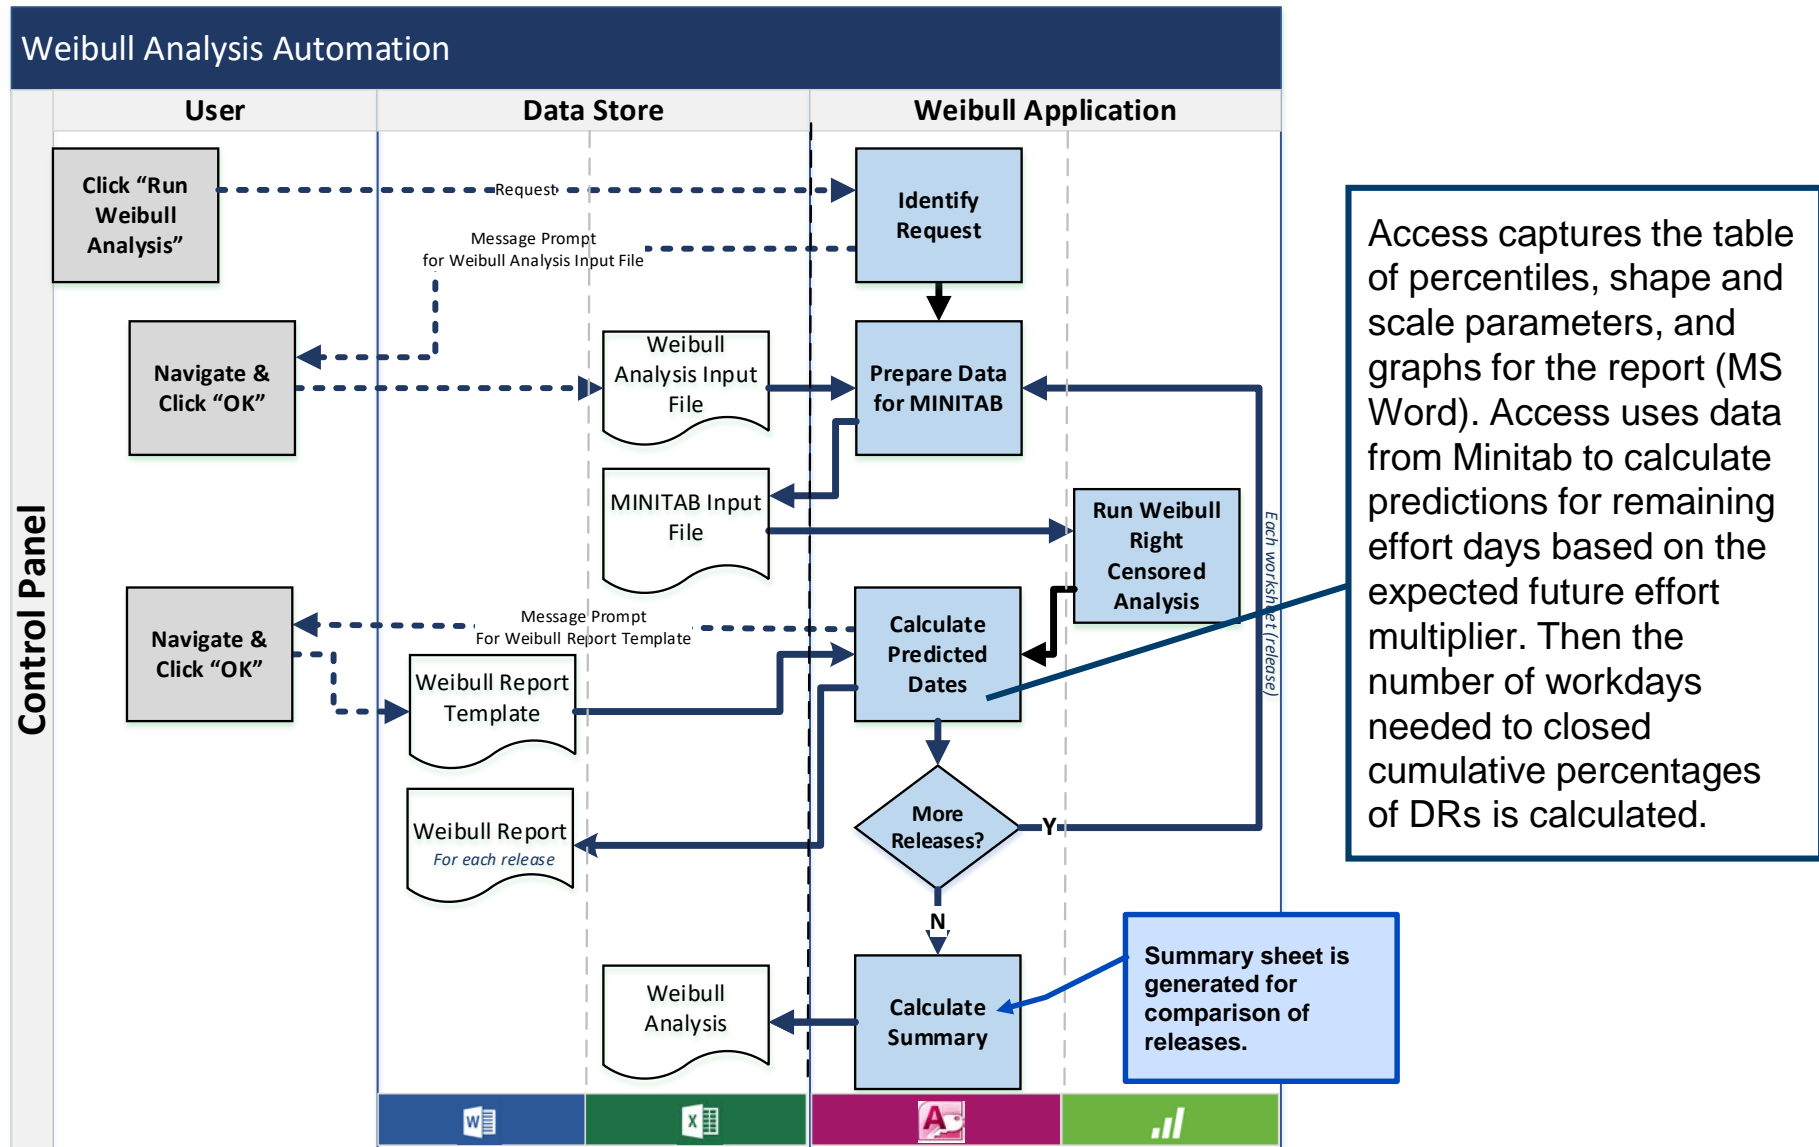 Weibull Analysis Automation
User
Data Store
Weibull Application
Control Panel
Click “Run
Weibull
Analysis”
Request
Identify
Request
Message Prompt
for Weibull Analysis Input File
Navigate &
Click “OK”
Weibull
Analysis Input
File
Prepare Data
for MINITAB
MINITAB Input
File
Run Weibull
Right
Censored
Analysis
Each worksheet (release)
Message Prompt
For Weibull Report Template
Navigate &
Click “OK”
Calculate
Predicted
Dates
Weibull Report
Template
Weibull Report
For each release
More
Releases?
Y
N
Weibull
Analysis
Calculate
Summary
Summary sheet is
generated for
comparison of
releases.
Access captures the table
of percentiles, shape and
scale parameters, and
graphs for the report (MS
Word). Access uses data
from Minitab to calculate
predictions for remaining
effort days based on the
expected future effort
multiplier. Then the
number of workdays
needed to closed
cumulative percentages
of DRs is calculated.
W
X
A